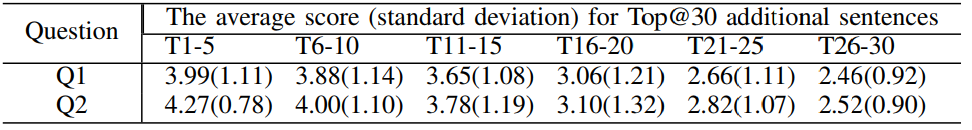 Question The average score (standard deviation) for Top@30 additional sentences
T1-5 T6-10 T11-15 T16-20 T21-25 T26-30
Q1 3.99(1.11) 3.88(1.14) 3.65(1.08) 3.06(1.21) 2.66(1.11) 2.46(0.92)
Q2 4.27(0.78) 4.00(1.10) 3.78(1.19) 3.10(1.32) 2.82(1.07) 2.52(0.90)